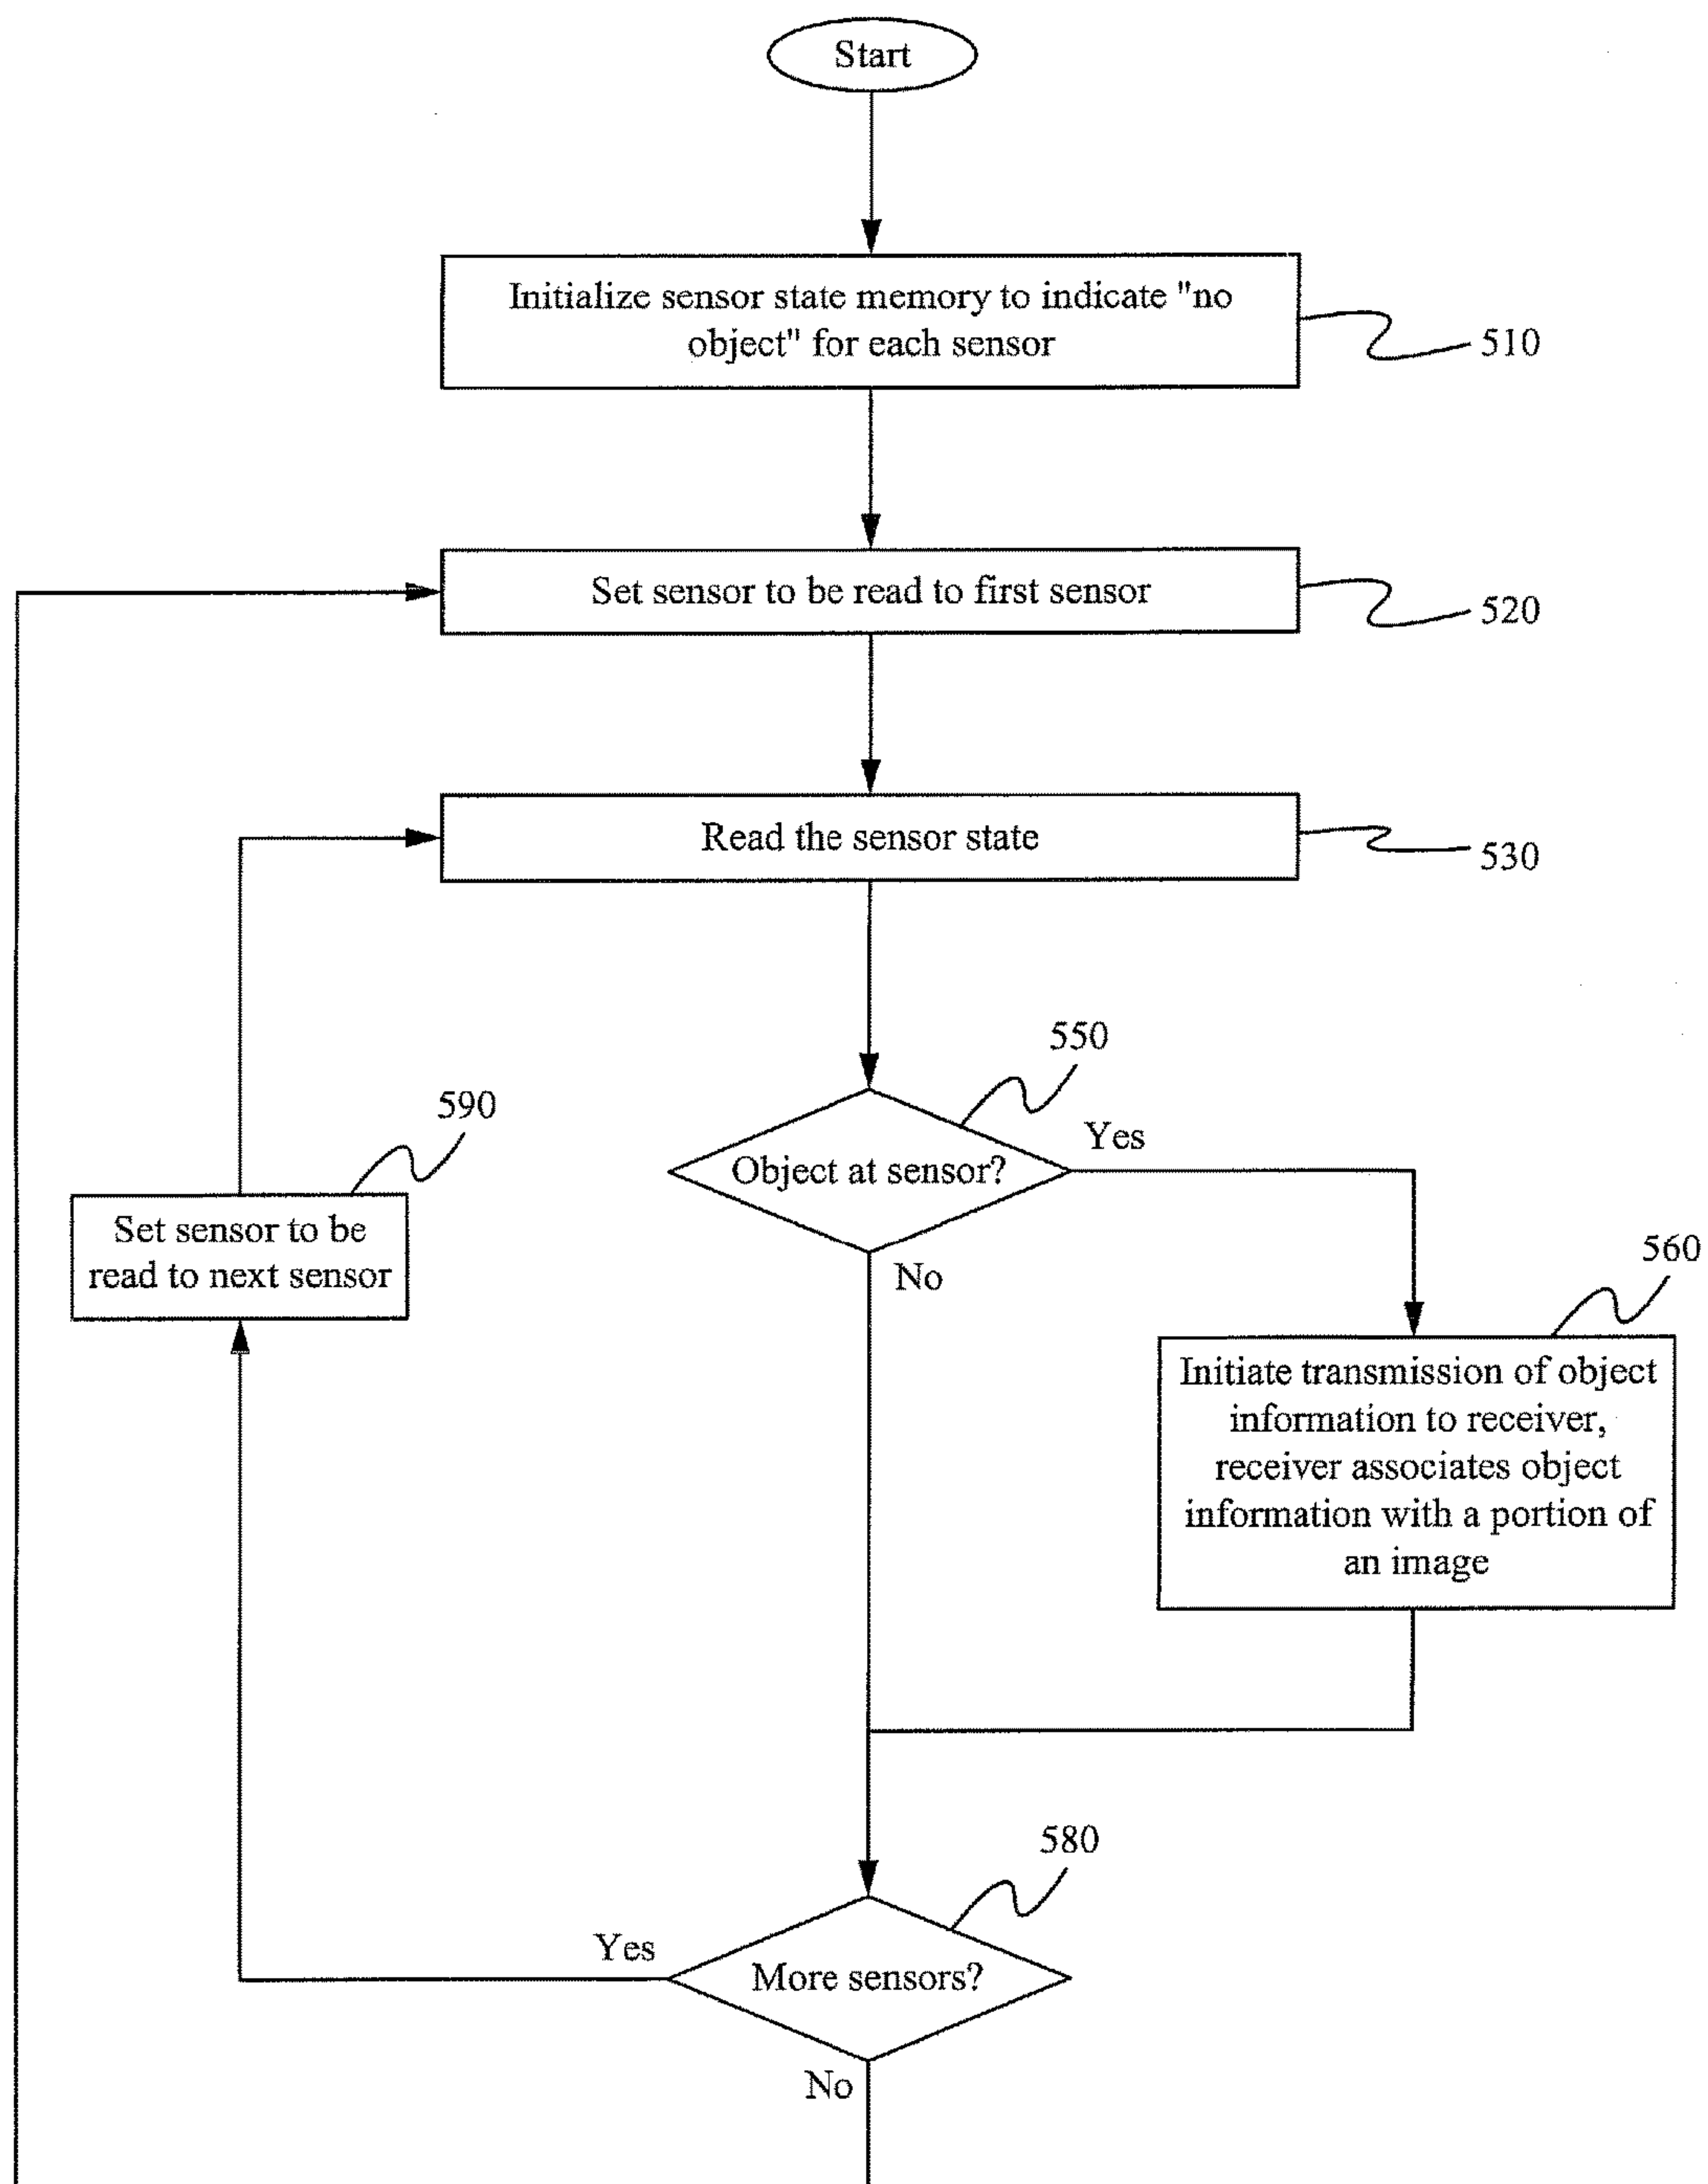 Start
Initialize sensor state memory to indicate "no
object" for each sensor
510
Set sensor to be read to first sensor
520
Read the sensor state
530
550
Object at sensor?
Yes
No
590
Set sensor to be
read to next sensor
560
Initiate transmission of object
information to receiver,
receiver associates object
information with a portion of
an image
580
More sensors?
Yes
No